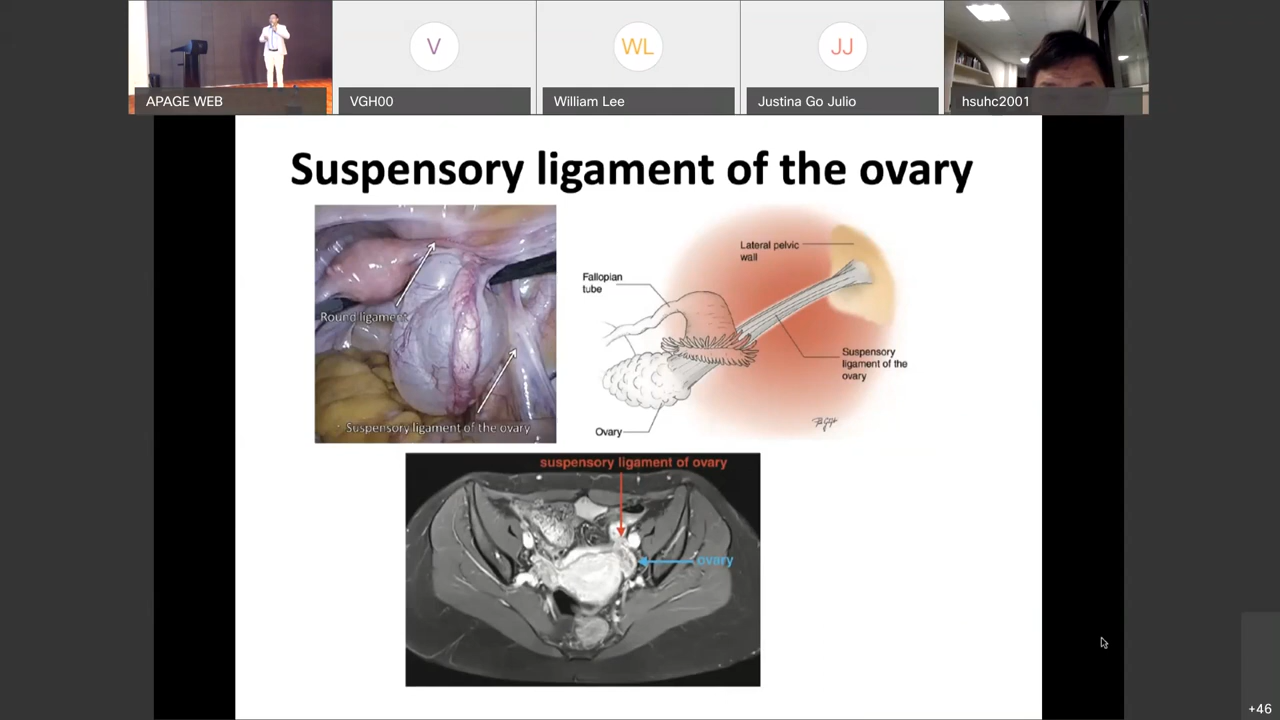 V
WL
JJ
APAGE WEB
VGH00
William Lee
Justina Go Julio
hsuhc2001
Suspensory ligament of the ovary
Round ligament
Suspensory ligament of the ovary
Lateral pelvic
wall
Fallopian
tube
Suspensory
ligament of the
ovary
Ovary
suspensory ligament of ovary
ovary
+46